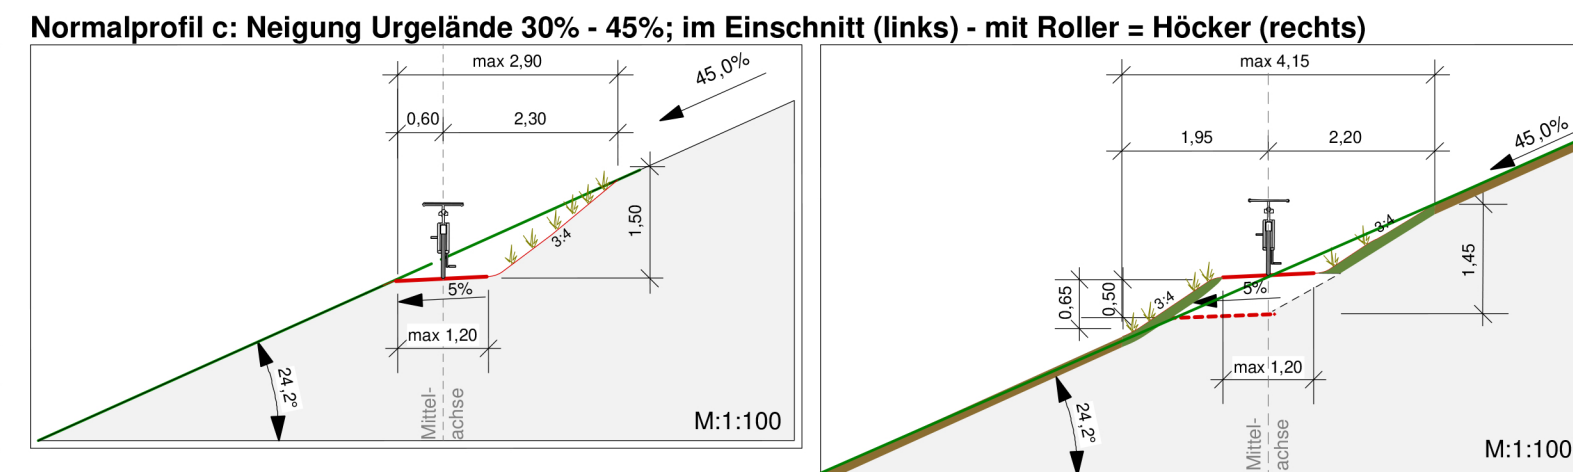 Normalprofil c: Neigung Urgelände 30% - 45%; im Einschnitt (links) - mit Roller = Höcker (rechts)
max 2,90
45,0%
0,60
2,30
1,50
3:4
5%
max 1,20
24,2°
Mittel-
achse
M:1:100
max 4,15
45,0%
1,95
2,20
3:4
1,45
0,65
0,50
3:4
5%
max 1,20
24,2°
Mittel-
achse
M:1:100